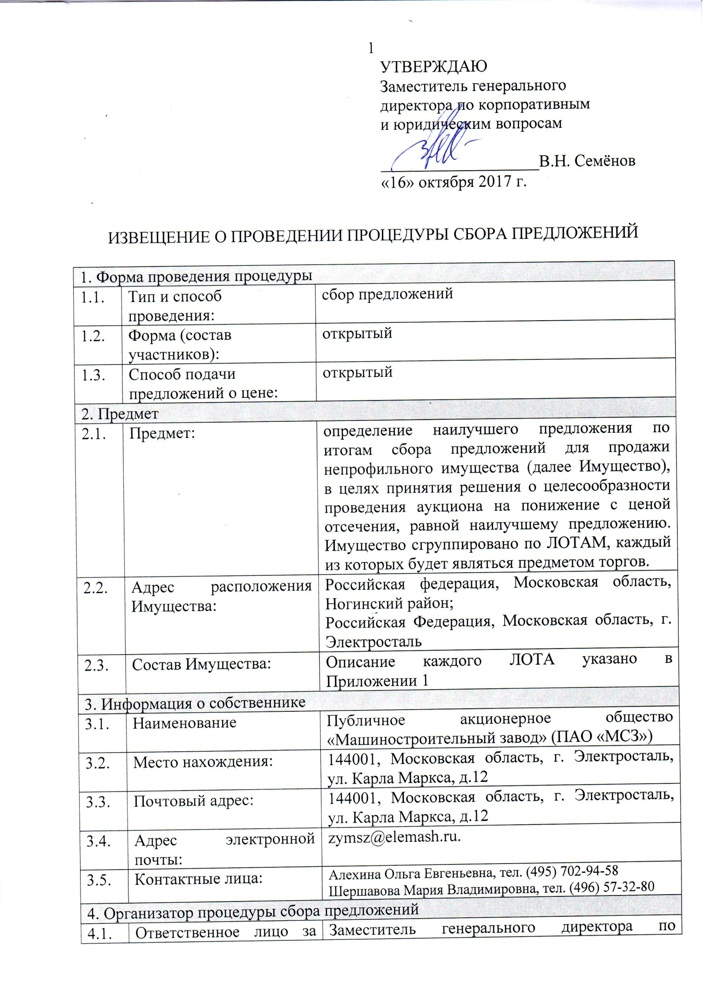 1
УТВЕРЖДАЮ
Заместитель генерального
директора по корпоративным
и юридическим вопросам
В.Н. Семёнов
«16» октября 2017 г.
ИЗВЕЩЕНИЕ О ПРОВЕДЕНИИ ПРОЦЕДУРЫ СБОРА ПРЕДЛОЖЕНИЙ
1. Форма проведения процедуры
1.1. Тип и способ
проведения:
сбор предложений
1.2. Форма (состав
участников):
открытый
1.3. Способ подачи
предложений о цене:
открытый
2. Предмет
2.1. Предмет:
определение наилучшего предложения по
итогам сбора предложений для продажи
непрофильного имущества (далее Имущество),
в целях принятия решения о целесообразности
проведения аукциона на понижение с ценой
отсечения, равной наилучшему предложению.
Имущество сгруппировано по ЛОТАМ, каждый
из которых будет являться предметом торгов.
2.2. Адрес расположения
Имущества:
Российская федерация, Московская область,
Ногинский район;
Российская Федерация, Московская область, г.
Электросталь
2.3. Состав Имущества:
Описание каждого ЛОТА указано в
Приложении 1
3. Информация о собственнике
3.1. Наименование
Публичное акционерное общество
«Машиностроительный завод» (ПАО «МСЗ»)
3.2. Место нахождения:
144001, Московская область, г. Электросталь,
ул. Карла Маркса, д.12
3.3. Почтовый адрес:
144001, Московская область, г. Электросталь,
ул. Карла Маркса, д.12
3.4. Адрес электронной
почты:
zymsz@elemash.ru.
3.5. Контактные лица:
Алехина Ольга Евгеньевна, тел. (495) 702-94-58
Шершавова Мария Владимировна, тел. (496) 57-32-80
4. Организатор процедуры сбора предложений
4.1. Ответственное лицо за
Заместитель генерального директора по